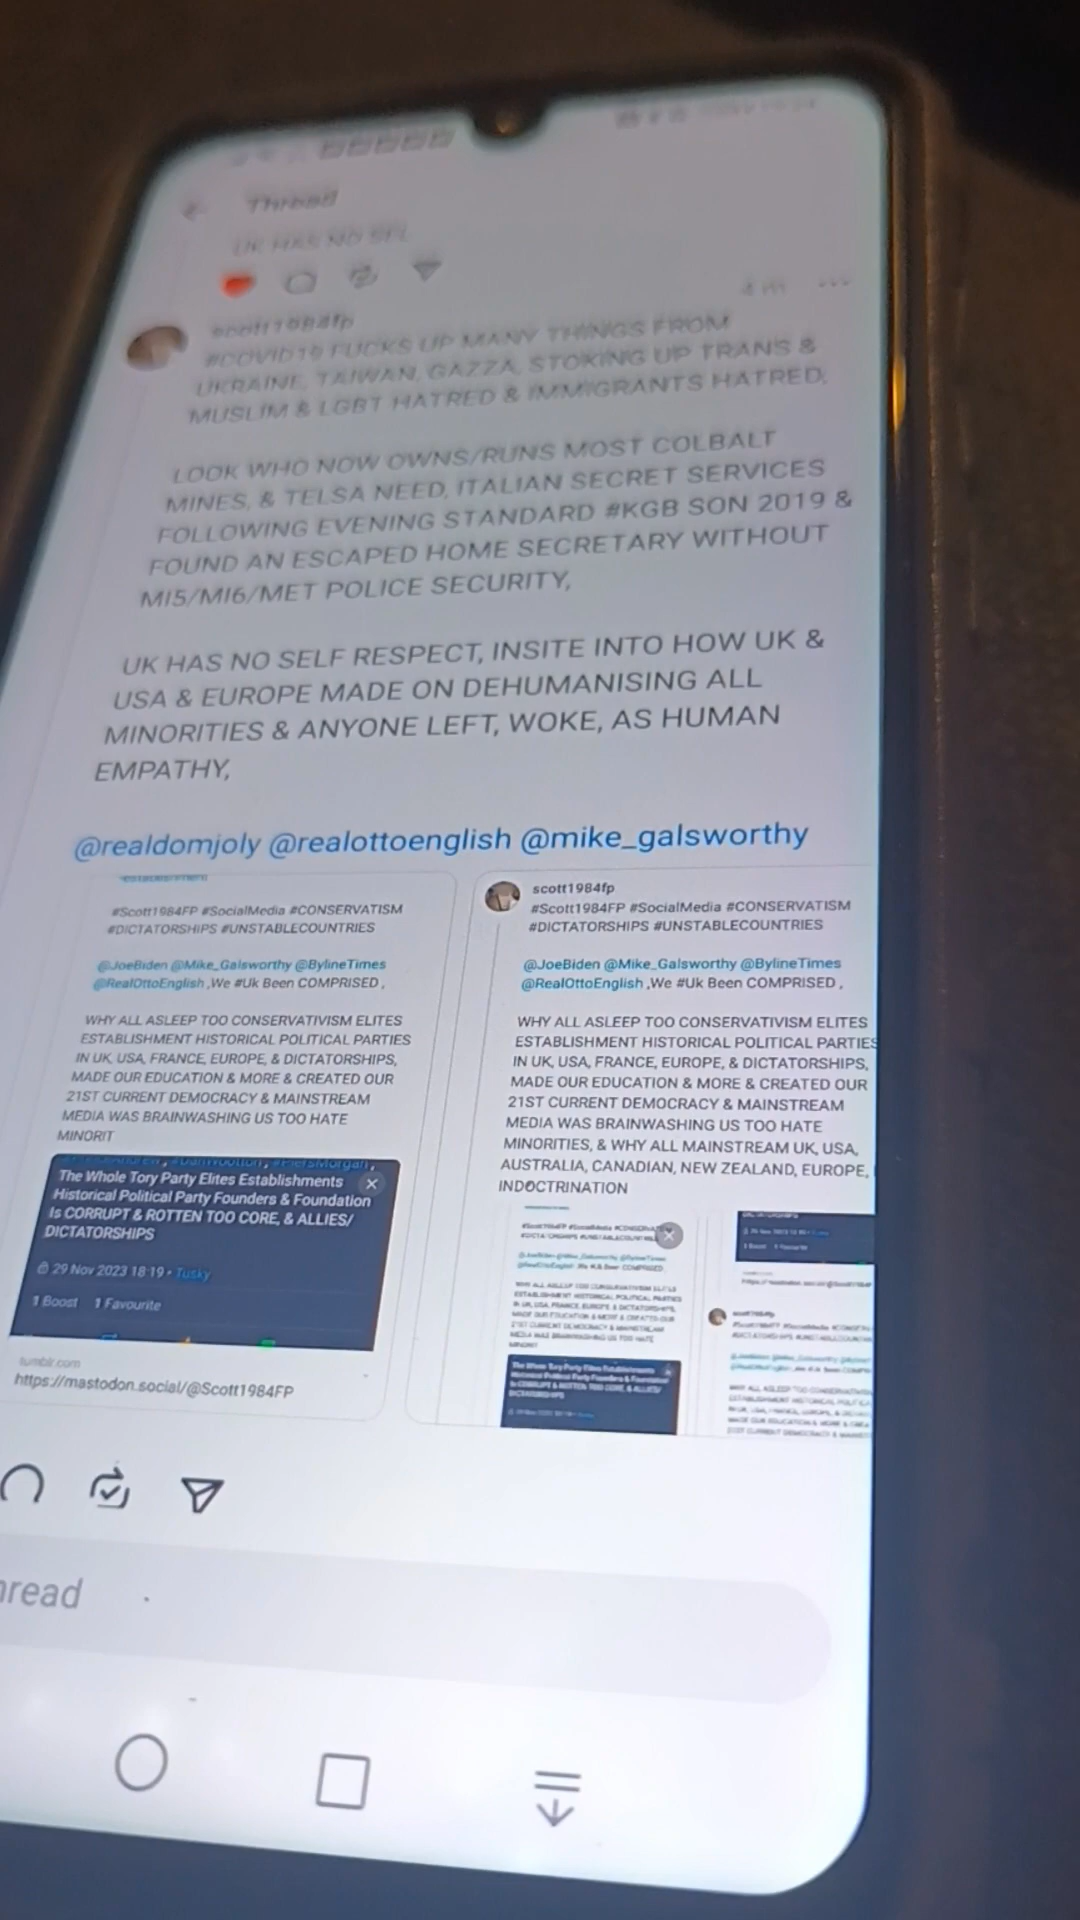 Thread
UK HAS NO SEL
scott1984fp
#COVID19 FUCKS UP MANY THINGS FROM
UKRAINE, TAIWAN, GAZZA, STOKING UP TRANS &
MUSLIM & LGBT HATRED & IMMIGRANTS HATRED,
LOOK WHO NOW OWNS/RUNS MOST COLBALT
MINES, & TELSA NEED, ITALIAN SECRET SERVICES
FOLLOWING EVENING STANDARD #KGB SON 2019 &
FOUND AN ESCAPED HOME SECRETARY WITHOUT
MI5/MI6/MET POLICE SECURITY,
UK HAS NO SELF RESPECT, INSITE INTO HOW UK &
USA & EUROPE MADE ON DEHUMANISING ALL
MINORITIES & ANYONE LEFT, WOKE, AS HUMAN
EMPATHY,
@realdomjoly @realottoenglish @mike_galsworthy
#Scott1984FP #SocialMedia #CONSERVATISM
#DICTATORSHIPS #UNSTABLECOUNTRIES
@JoeBiden @Mike_Galsworthy @BylineTimes
@RealOttoEnglish ,We #Uk Been COMPRISED ,
WHY ALL ASLEEP TOO CONSERVATIVISM ELITES
ESTABLISHMENT HISTORICAL POLITICAL PARTIES
IN UK, USA, FRANCE, EUROPE, & DICTATORSHIPS,
MADE OUR EDUCATION & MORE & CREATED OUR
21ST CURRENT DEMOCRACY & MAINSTREAM
MEDIA WAS BRAINWASHING US TOO HATE
MINORIT
#DanWootton, #PiersMorgan,
The Whole Tory Party Elites Establishments
Historical Political Party Founders & Foundation
Is CORRUPT & ROTTEN TOO CORE, & ALLIES/
DICTATORSHIPS
29 Nov 2023 18:19 • Tusky
1 Boost 1 Favourite
tumblr.com
https://mastodon.social/@Scott1984FP
scott1984fp
#Scott1984FP #SocialMedia #CONSERVATISM
#DICTATORSHIPS #UNSTABLECOUNTRIES
@JoeBiden @Mike_Galsworthy @BylineTimes
@RealOttoEnglish ,We #Uk Been COMPRISED ,
WHY ALL ASLEEP TOO CONSERVATIVISM ELITES
ESTABLISHMENT HISTORICAL POLITICAL PARTIES
IN UK, USA, FRANCE, EUROPE, & DICTATORSHIPS,
MADE OUR EDUCATION & MORE & CREATED OUR
21ST CURRENT DEMOCRACY & MAINSTREAM
MEDIA WAS BRAINWASHING US TOO HATE
MINORITIES, & WHY ALL MAINSTREAM UK, USA,
AUSTRALIA, CANADIAN, NEW ZEALAND, EUROPE,
INDOCTRINATION
hread